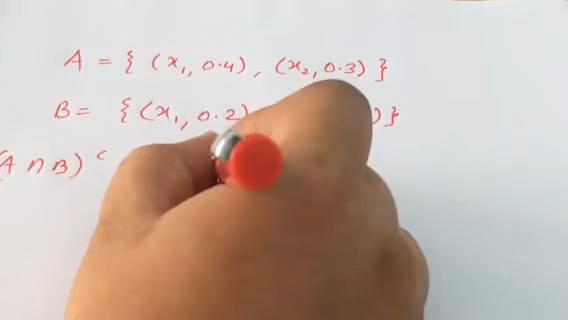 A = { (x₁, 0.4), (x₂, 0.3) }
B = { (x₁, 0.2) )}
(A ∩ B)ᶜ